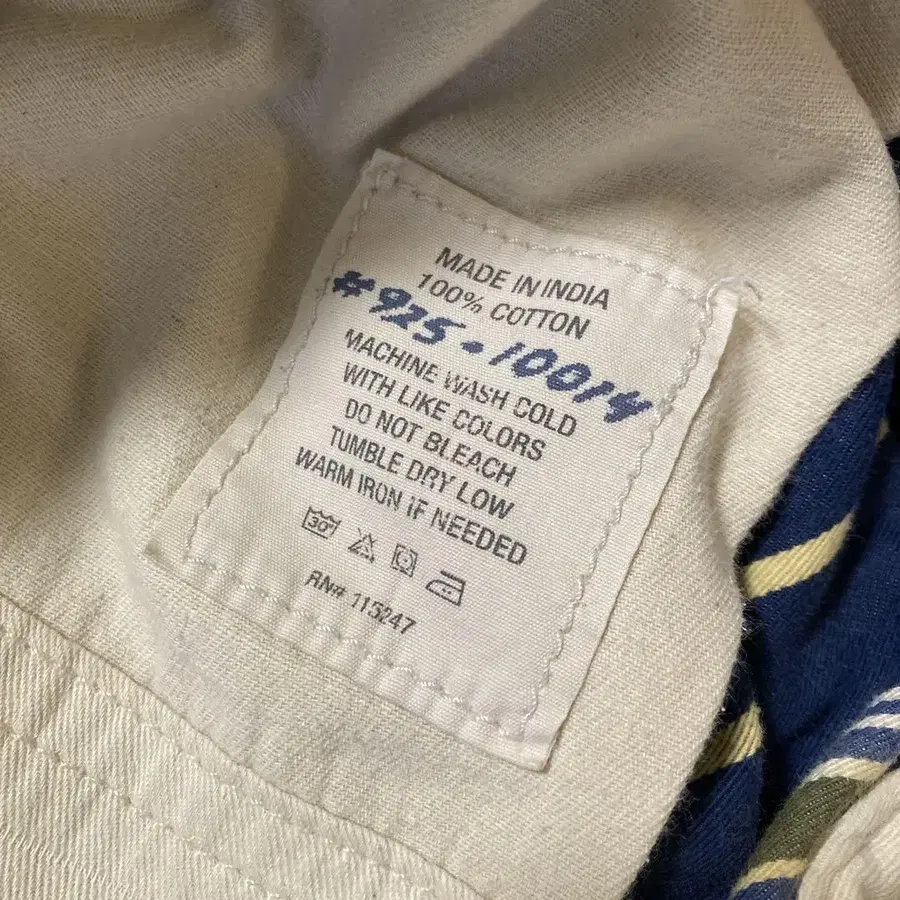 MADE IN INDIA
100% COTTON
#925-10014
MACHINE WASH COLD
WITH LIKE COLORS
DO NOT BLEACH
TUMBLE DRY LOW
WARM IRON IF NEEDED
30°
RN# 115247